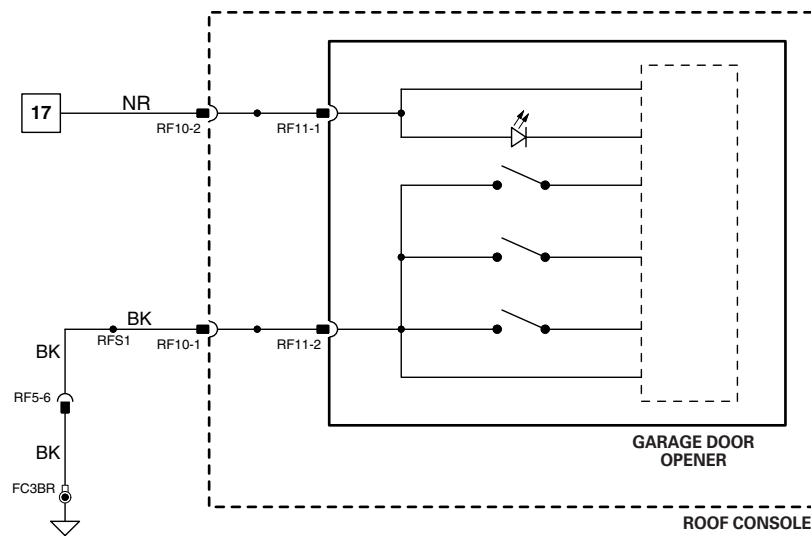 17
NR
RF10-2
RF11-1
BK
RFS1
RF10-1
RF11-2
BK
RF5-6
BK
FC3BR
GARAGE DOOR
OPENER
ROOF CONSOLE